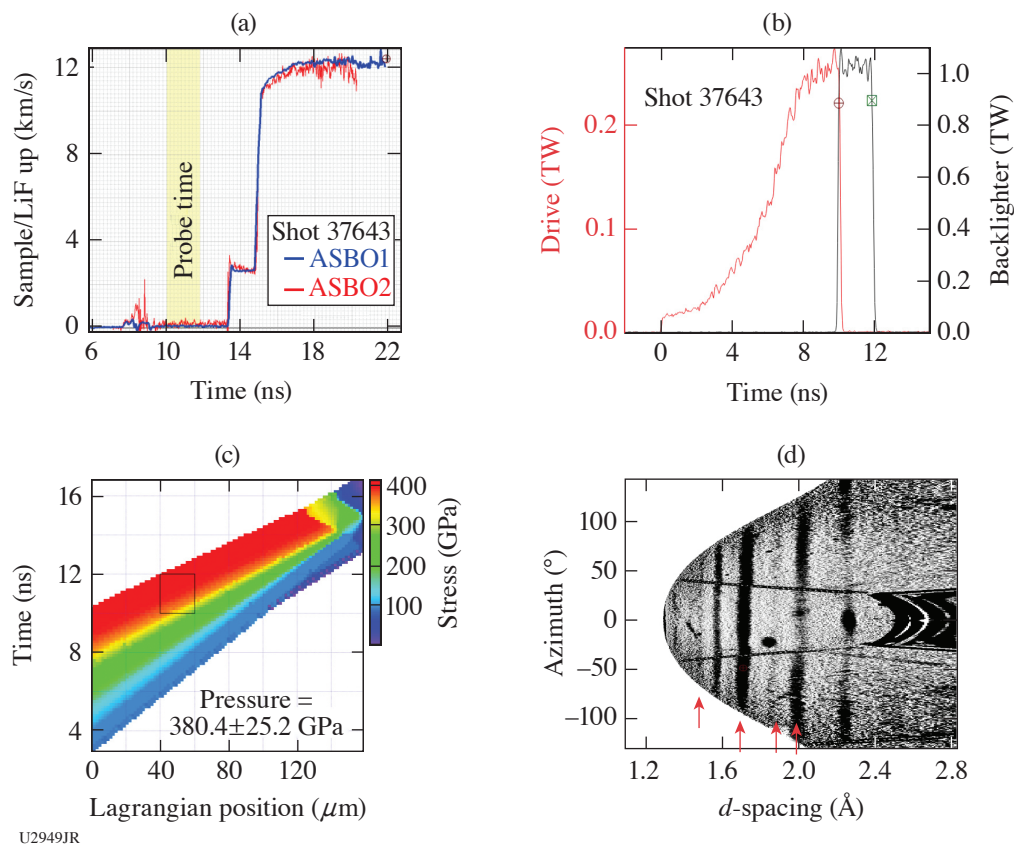 (a)
Sample/LiF up (km/s)
12
8
4
0
Probe time
Shot 37643
ASBO1
ASBO2
6
10
14
18
22
Time (ns)
(b)
Drive (TW)
0.2
0.1
0.0
Shot 37643
1.0
0.8
0.6
0.4
0.2
0.0
Backlighter (TW)
0
4
8
12
Time (ns)
(c)
Time (ns)
16
12
8
4
Pressure =
380.4±25.2 GPa
400
300
200
100
Stress (GPa)
0
40
80
120
Lagrangian position (μm)
(d)
Azimuth (°)
100
50
0
−50
−100
1.2
1.6
2.0
2.4
2.8
d-spacing (Å)
U2949JR